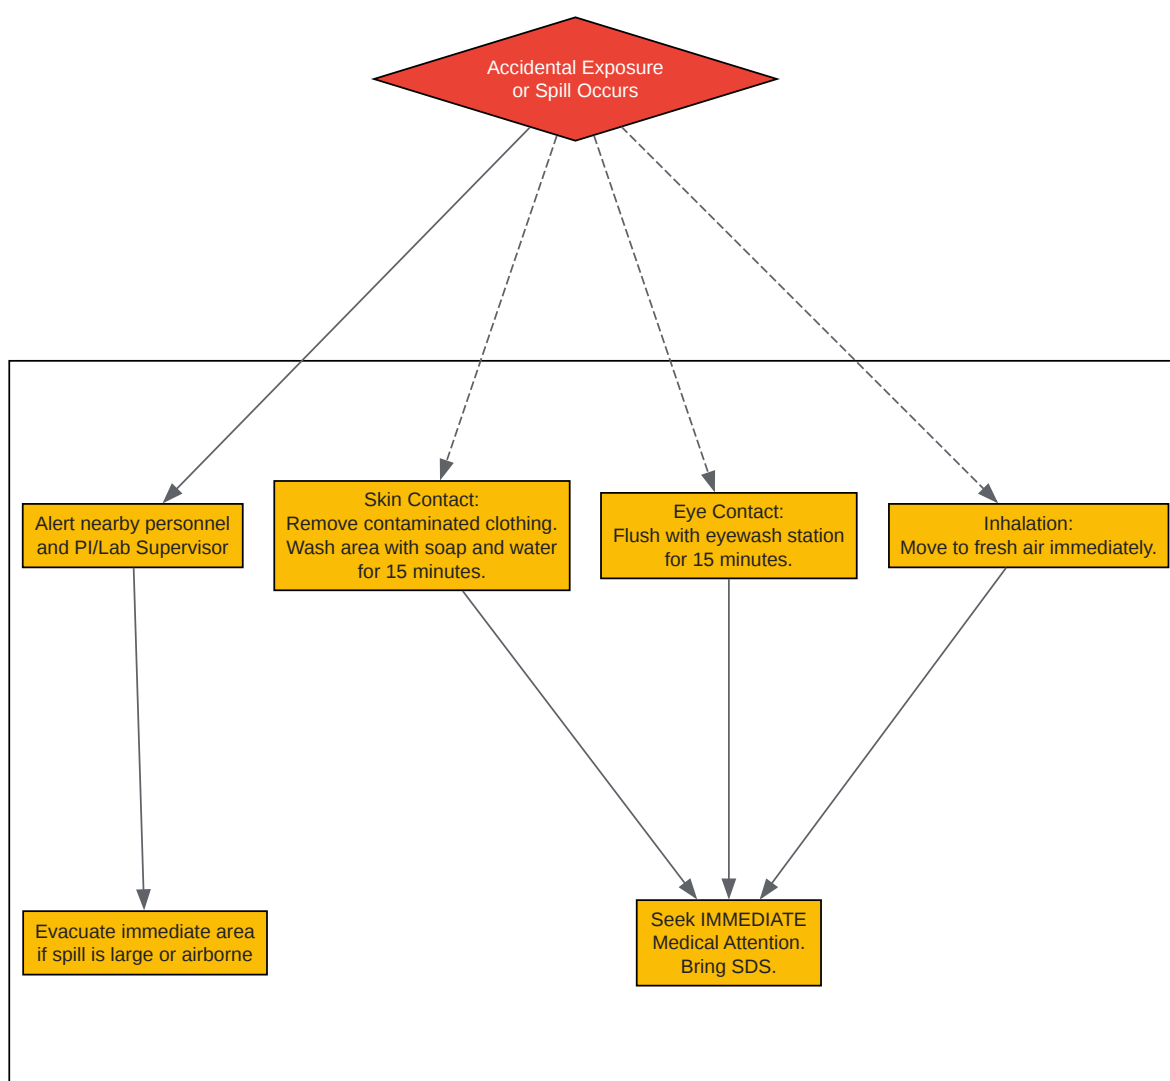 Accidental Exposure
or Spill Occurs
Alert nearby personnel
and PI/Lab Supervisor
Skin Contact:
Remove contaminated clothing.
Wash area with soap and water
for 15 minutes.
Eye Contact:
Flush with eyewash station
for 15 minutes.
Inhalation:
Move to fresh air immediately.
Evacuate immediate area
if spill is large or airborne
Seek IMMEDIATE
Medical Attention.
Bring SDS.